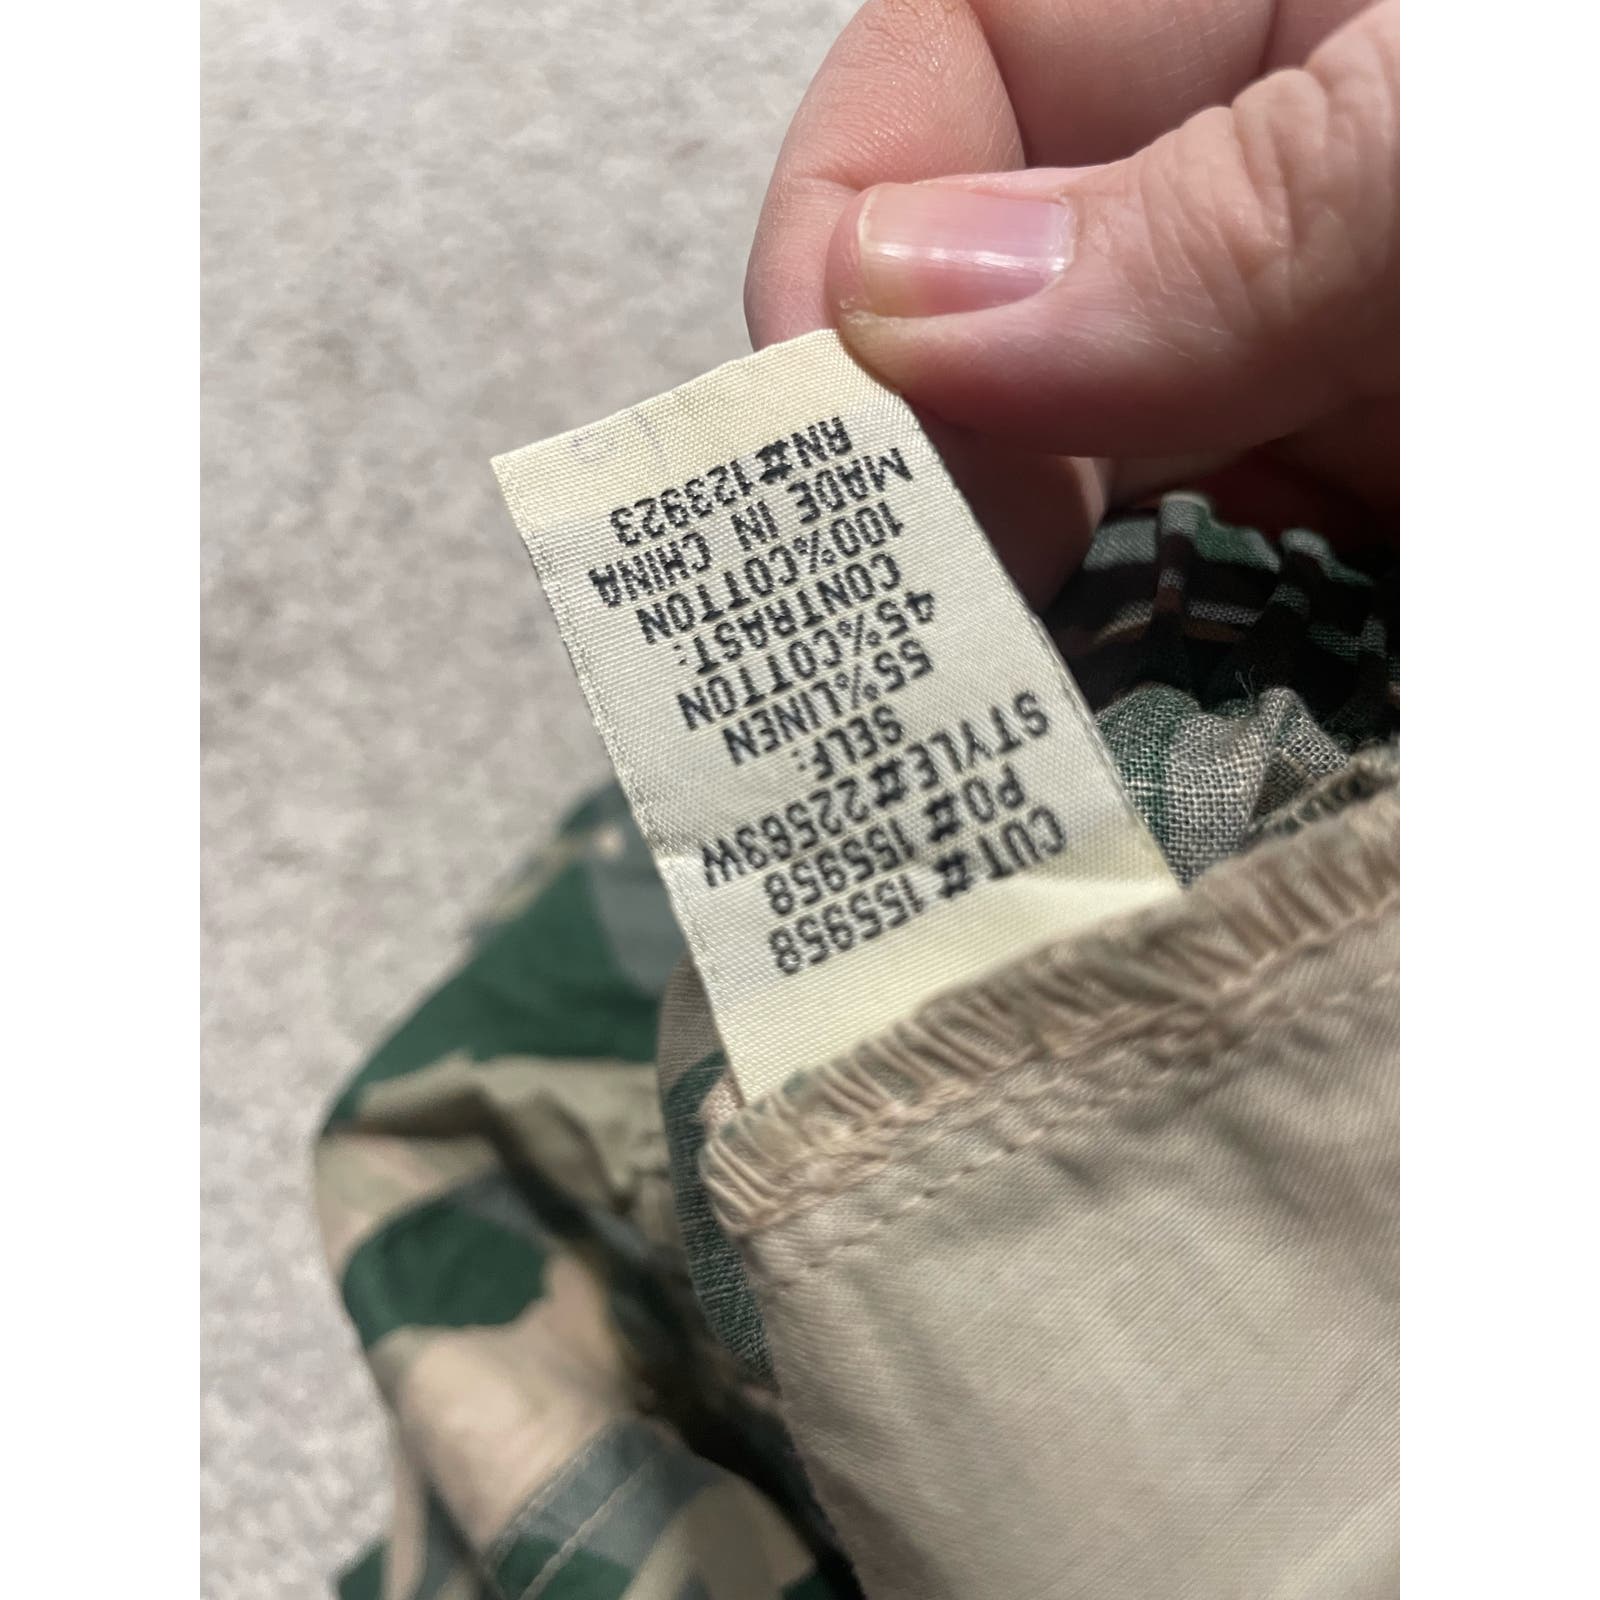 CUT# 155958
PO# 155958
STYLE#22563W
SELF:
55%LINEN
45%COTTON
CONTRAST:
100%COTTON
MADE IN CHINA
RN#123923